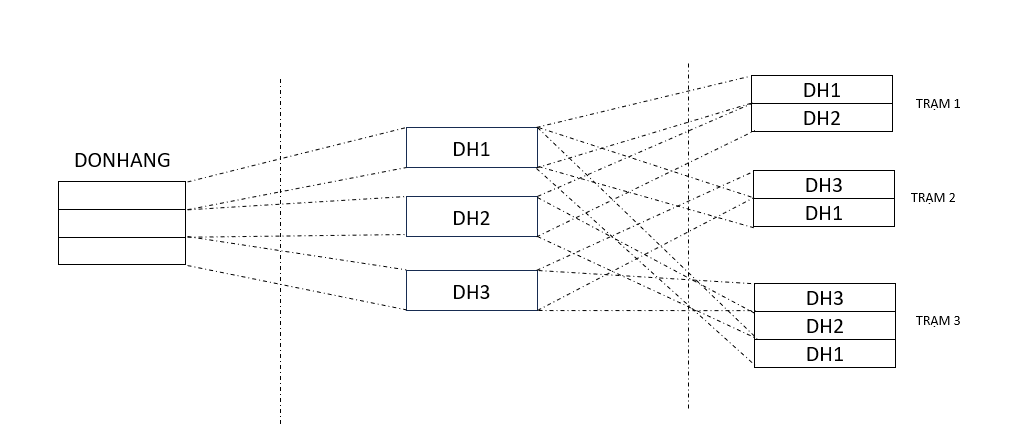 DONHANG
DH1
DH2
DH3
DH1
DH2
TRẠM 1
DH3
DH1
TRẠM 2
DH3
DH2
DH1
TRẠM 3